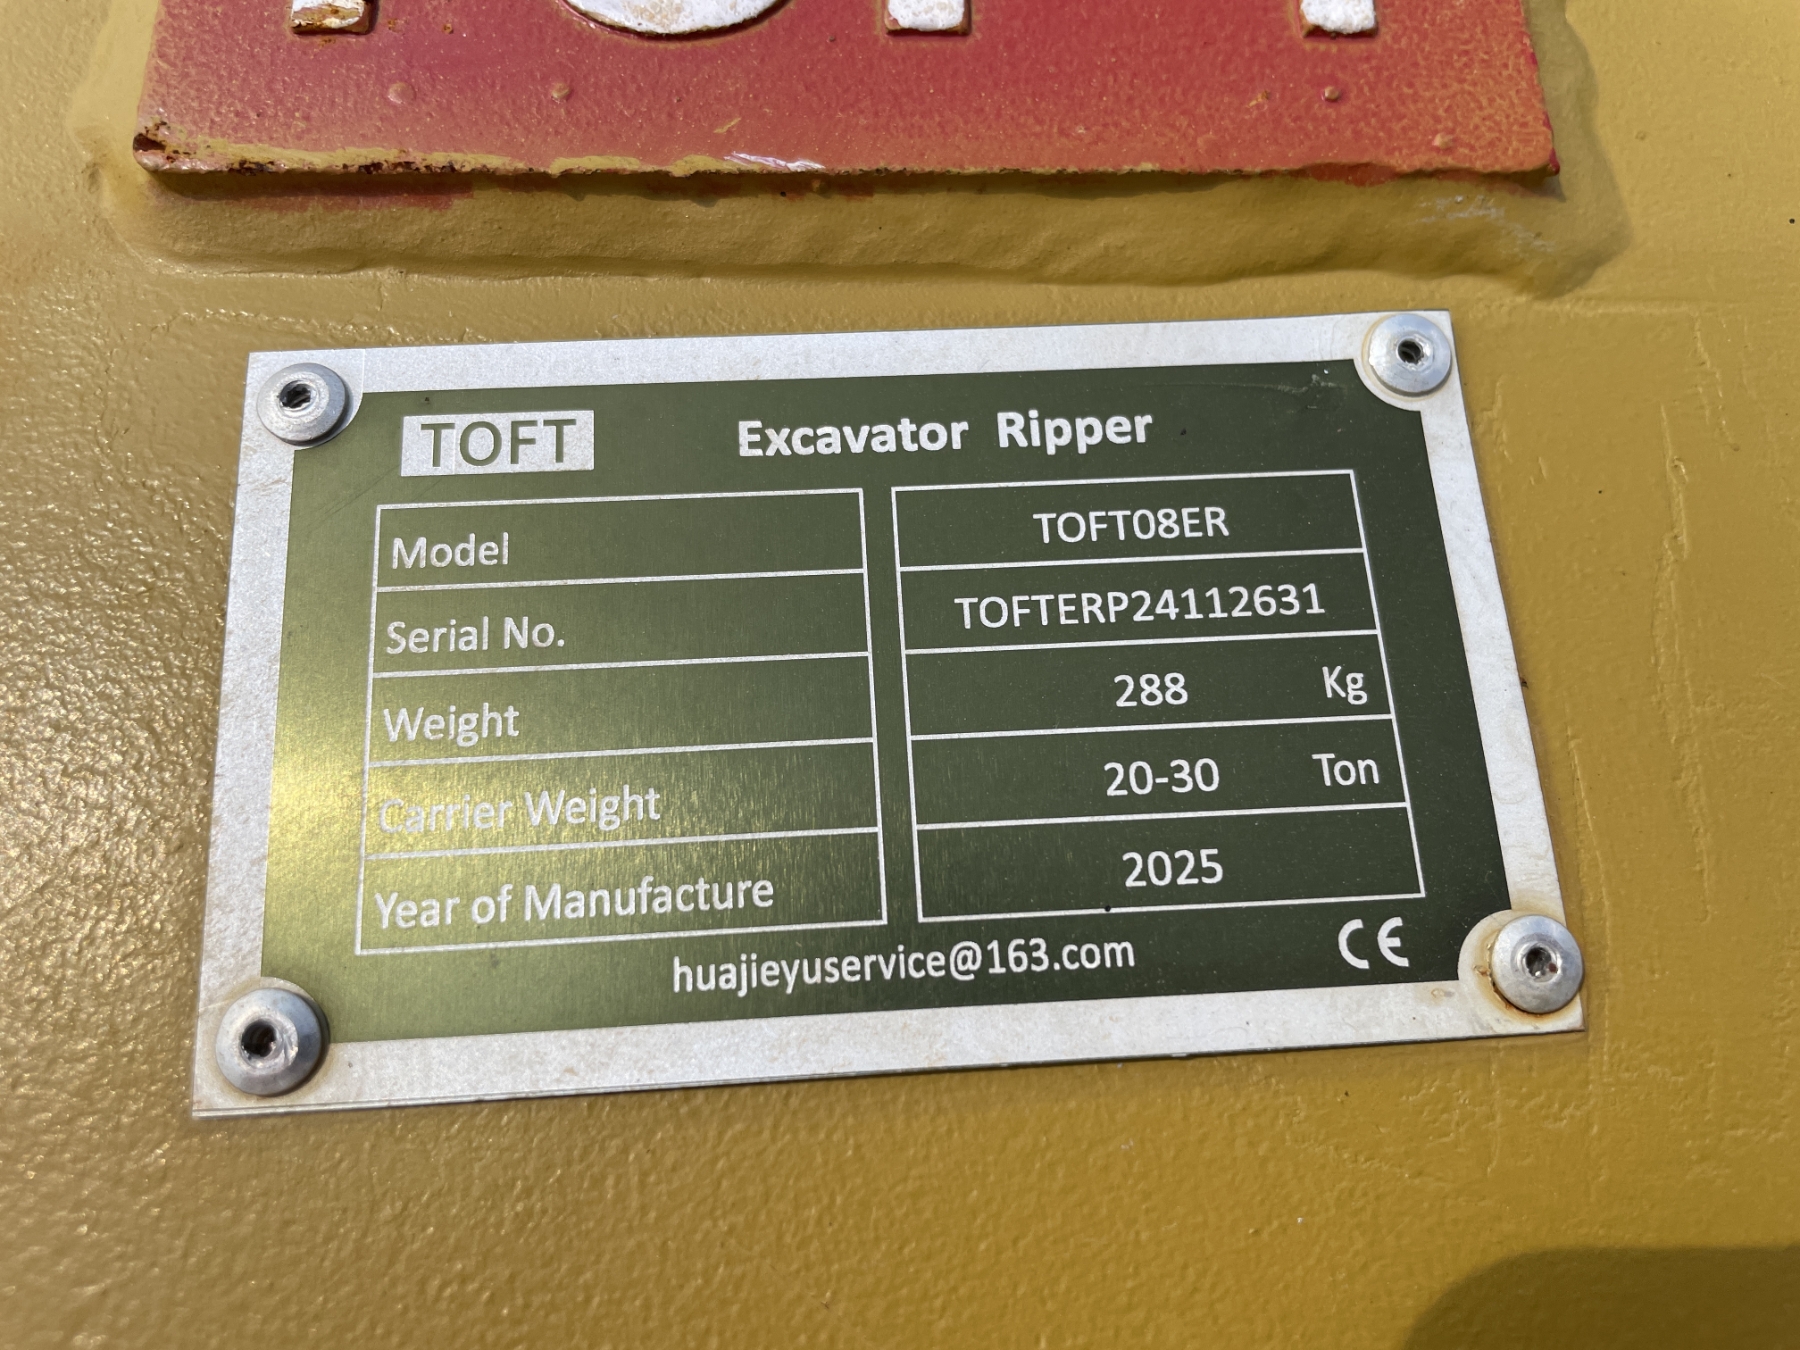 TOFT Excavator Ripper
Model TOFT08ER
Serial No. TOFTERP24112631
Weight 288 Kg
Carrier Weight 20-30 Ton
Year of Manufacture 2025
huajieyuservice@163.com CE